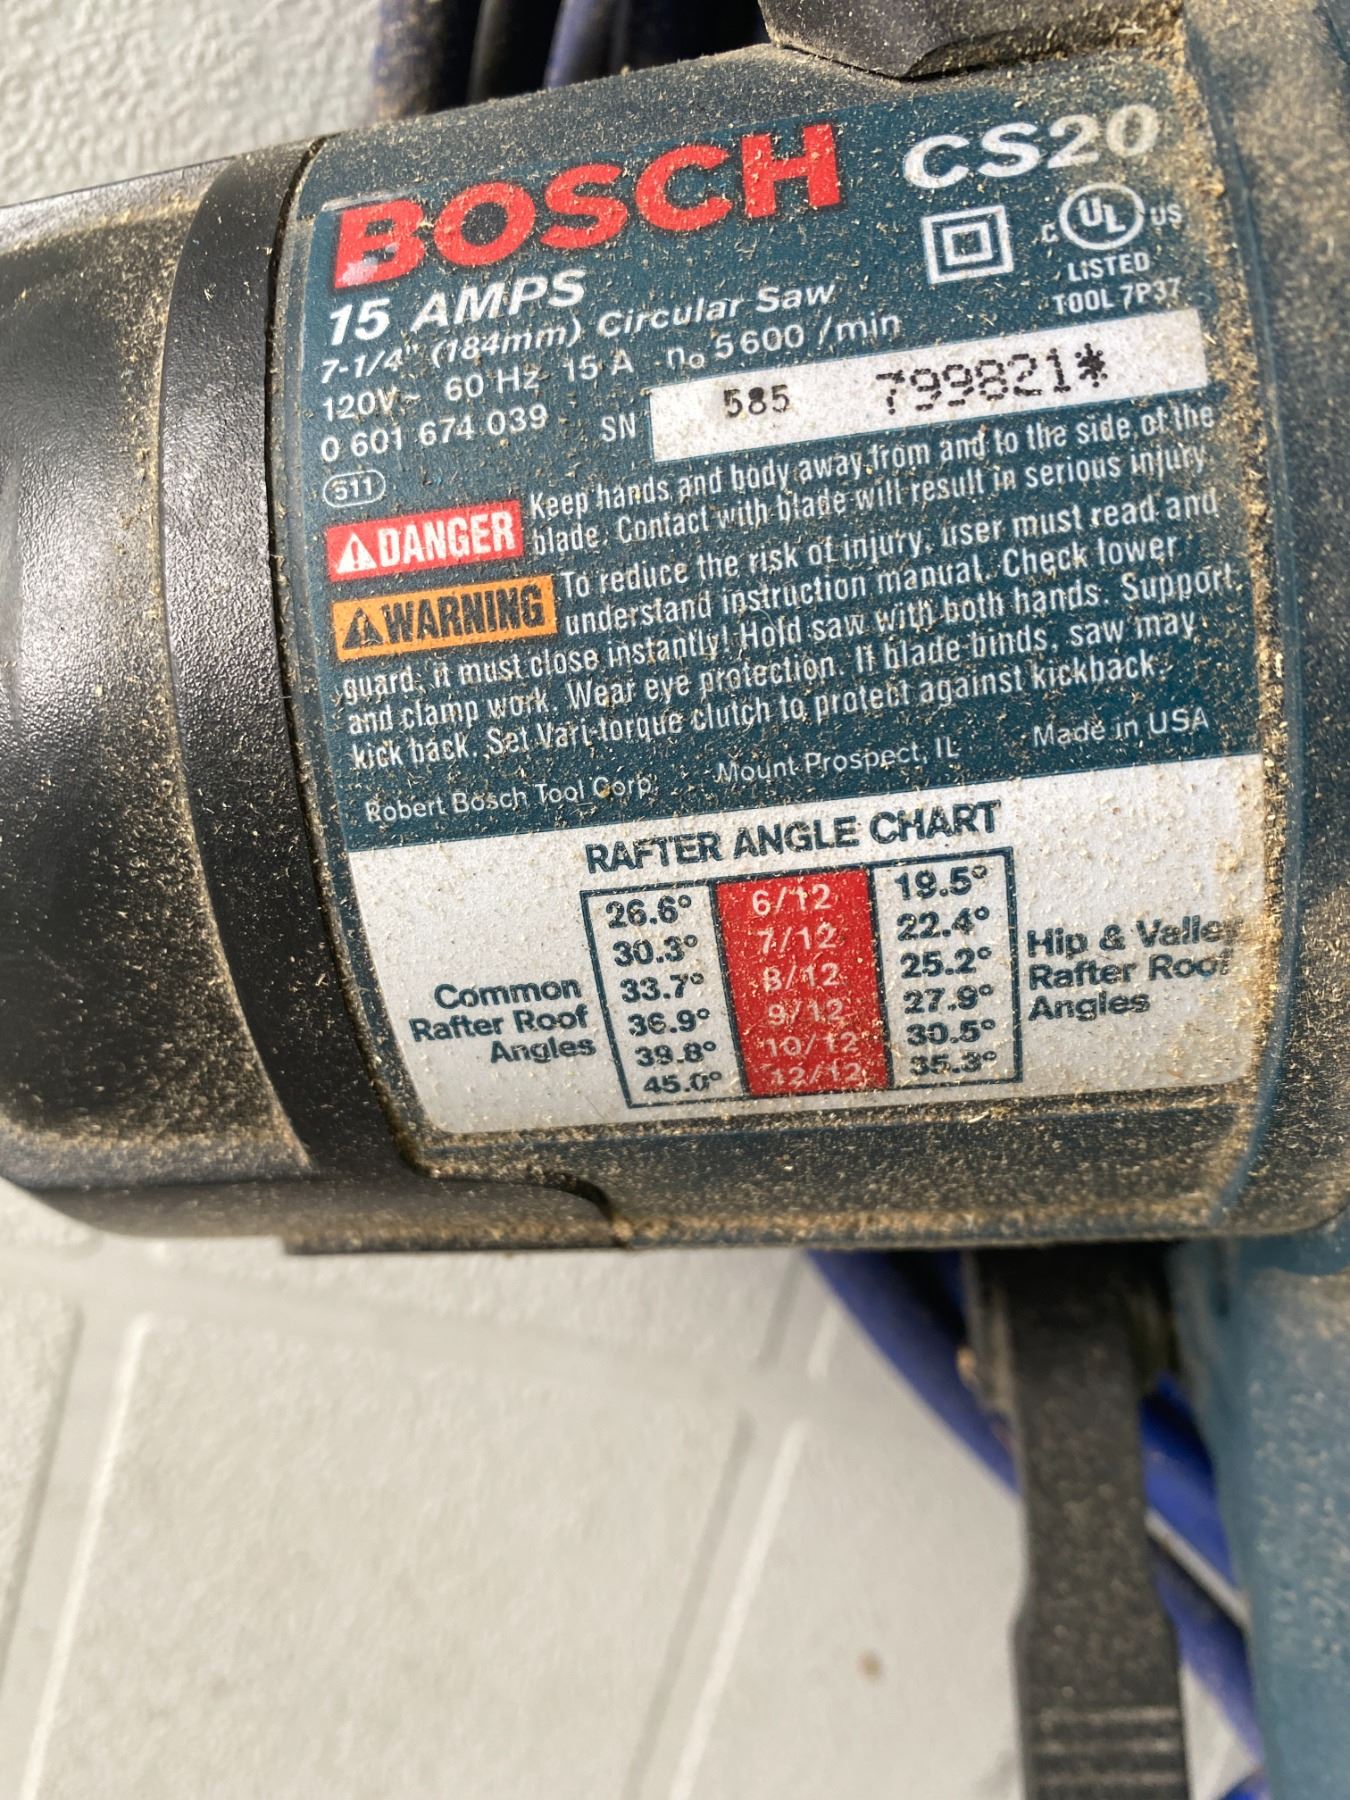 BOSCH CS20
15 AMPS
7-1/4" (184mm) Circular Saw
120V~ 60 Hz 15 A n₀ 5600 /min
0 601 674 039 SN 585 799821*
511
C UL US
LISTED
TOOL 7P37
DANGER Keep hands and body away from and to the side of the
blade. Contact with blade will result in serious injury
WARNING To reduce the risk of injury, user must read and
understand instruction manual. Check lower
guard, it must close instantly! Hold saw with both hands. Support
and clamp work. Wear eye protection. If blade binds, saw may
kick back. Set Vari-torque clutch to protect against kickback.
Robert Bosch Tool Corp. Mount Prospect, IL Made in USA
RAFTER ANGLE CHART
Common
Rafter Roof
Angles
26.6° 6/12 19.5°
30.3° 7/12 22.4°
33.7° 8/12 25.2°
36.9° 9/12 27.9°
39.8° 10/12 30.5°
45.0° 12/12 35.3°
Hip & Valley
Rafter Roof
Angles